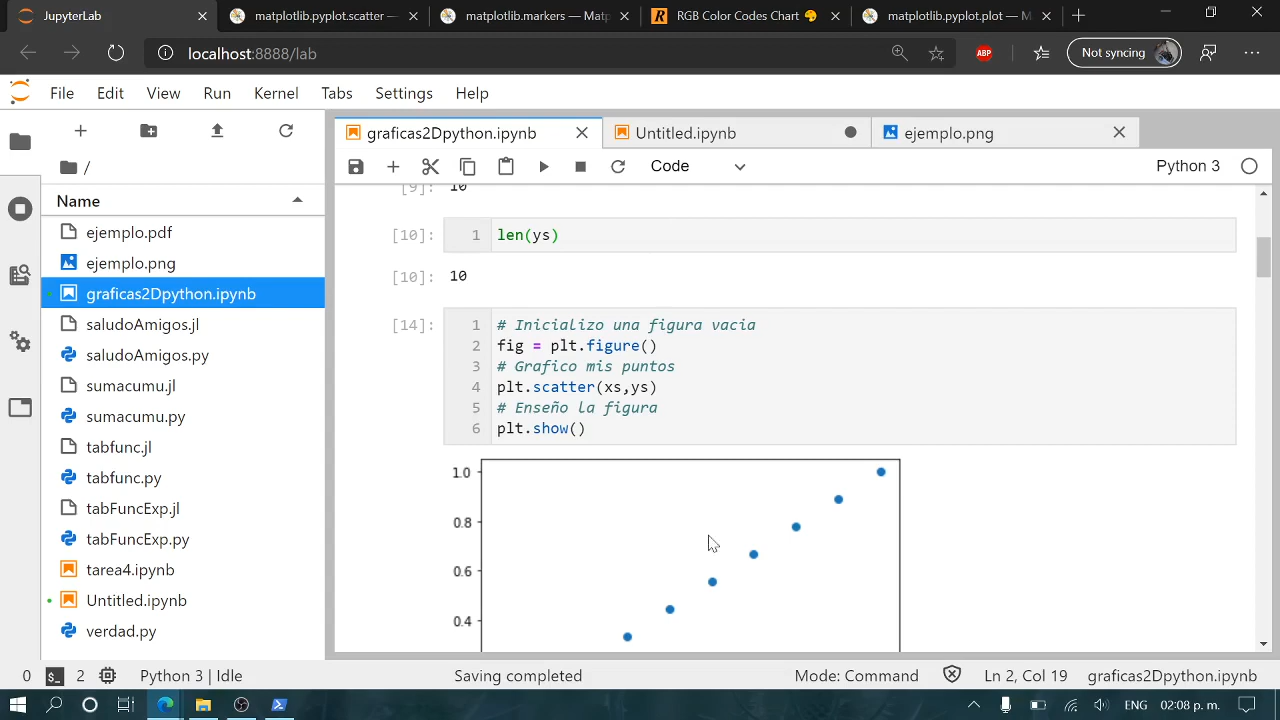 JupyterLab
matplotlib.pyplot.scatter —
matplotlib.markers — Matp
RGB Color Codes Chart
matplotlib.pyplot.plot — M
localhost:8888/lab
ABP
Not syncing
File Edit View Run Kernel Tabs Settings Help
graficas2Dpython.ipynb
Untitled.ipynb
ejemplo.png
Code
Python 3
/
Name
ejemplo.pdf
ejemplo.png
graficas2Dpython.ipynb
saludoAmigos.jl
saludoAmigos.py
sumacumu.jl
sumacumu.py
tabfunc.jl
tabfunc.py
tabFuncExp.jl
tabFuncExp.py
tarea4.ipynb
Untitled.ipynb
verdad.py
[9]: 10
[10]: 1 len(ys)
[10]: 10
[14]: 1 # Inicializo una figura vacia
2 fig = plt.figure()
3 # Grafico mis puntos
4 plt.scatter(xs,ys)
5 # Enseño la figura
6 plt.show()
1.0
0.8
0.6
0.4
0 $_ 2 Python 3 | Idle Saving completed Mode: Command Ln 2, Col 19 graficas2Dpython.ipynb
ENG 02:08 p. m.